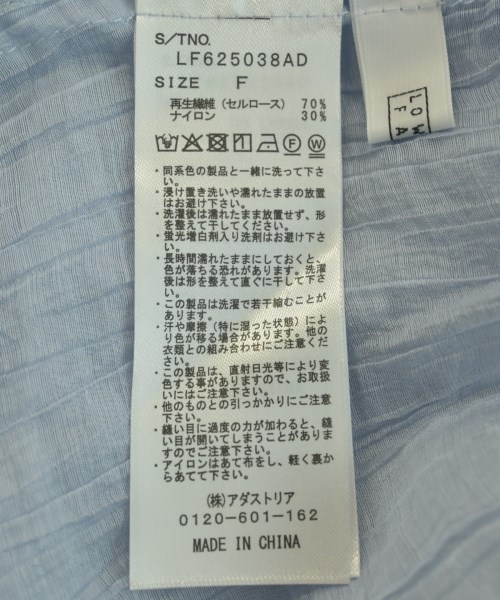 S/TNO.
LF625038AD
SIZE F
再生繊維（セルロース） 70%
ナイロン 30%
F W
・同系色の製品と一緒に洗って下さ
い。
・浸け置き洗いや濡れたままの放置
はお避け下さい。
・洗濯後は濡れたまま放置せず、形
を整えて干してください。
・蛍光増白剤入り洗剤はお避け下さ
い。
・長時間濡れたままにしておくと、
色が落ちる恐れがあります。洗濯
後は形を整えて直ぐに干して下さ
い。
・この製品は洗濯で若干縮むことが
あります。
・汗や摩擦（特に湿った状態）によ
り色が移る場合があります。他の
衣類との組み合わせにご注意くだ
さい。
・この製品は、直射日光等により変
色する事がありますので、お取扱
いにはご注意下さい。
・他のものとの引っかかりにご注意
下さい。
・縫い目に過度の力が加わると、縫
い目が開いてしまうことがありま
すのでご注意下さい。
・アイロンはあて布をし、軽く裏か
らあてて下さい。
（株）アダストリア
0120-601-162
MADE IN CHINA
LOW
F A